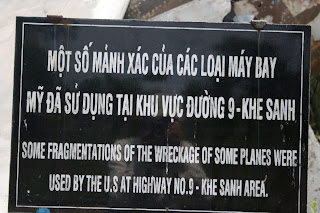 MỘT SỐ MẢNH XÁC CỦA CÁC LOẠI MÁY BAY
MỸ ĐÃ SỬ DỤNG TẠI KHU VỰC ĐƯỜNG 9 - KHE SANH
SOME FRAGMENTATIONS OF THE WRECKAGE OF SOME PLANES WERE
USED BY THE U.S AT HIGHWAY NO.9 - KHE SANH AREA.